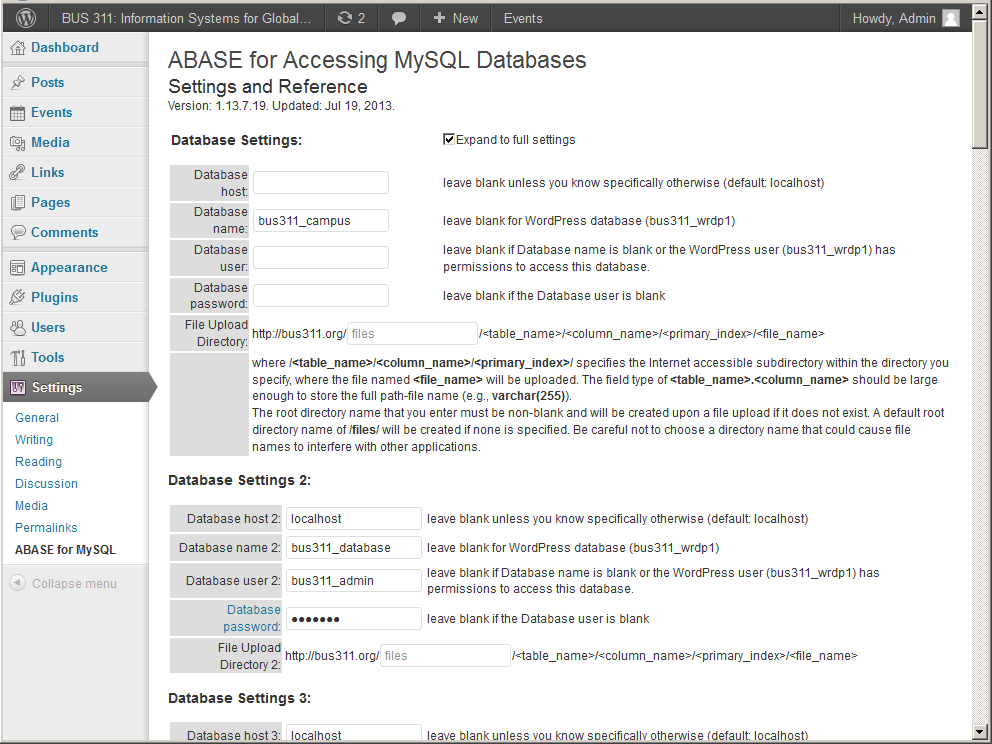 BUS 311: Information Systems for Global... 2 + New Events Howdy, Admin
Dashboard
Posts
Events
Media
Links
Pages
Comments
Appearance
Plugins
Users
Tools
Settings
General
Writing
Reading
Discussion
Media
Permalinks
ABASE for MySQL
Collapse menu
ABASE for Accessing MySQL Databases
Settings and Reference
Version: 1.13.7.19. Updated: Jul 19, 2013.
Database Settings: Expand to full settings
Database
host: leave blank unless you know specifically otherwise (default: localhost)
Database
name: bus311_campus leave blank for WordPress database (bus311_wrdp1)
Database
user: leave blank if Database name is blank or the WordPress user (bus311_wrdp1) has
permissions to access this database.
Database
password: leave blank if the Database user is blank
File Upload
Directory: http://bus311.org/ files /<table_name>/<column_name>/<primary_index>/<file_name>
where /<table_name>/<column_name>/<primary_index>/ specifies the Internet accessible subdirectory within the directory you
specify, where the file named <file_name> will be uploaded. The field type of <table_name>.<column_name> should be large
enough to store the full path-file name (e.g., varchar(255)).
The root directory name that you enter must be non-blank and will be created upon a file upload if it does not exist. A default root
directory name of /files/ will be created if none is specified. Be careful not to choose a directory name that could cause file
names to interfere with other applications.
Database Settings 2:
Database host 2: localhost leave blank unless you know specifically otherwise (default: localhost)
Database name 2: bus311_database leave blank for WordPress database (bus311_wrdp1)
Database user 2: bus311_admin leave blank if Database name is blank or the WordPress user (bus311_wrdp1) has
permissions to access this database.
Database
password: ••••••• leave blank if the Database user is blank
File Upload
Directory 2: http://bus311.org/ files /<table_name>/<column_name>/<primary_index>/<file_name>
Database Settings 3:
Database host 3: localhost leave blank unless you know specifically otherwise (default: localhost)